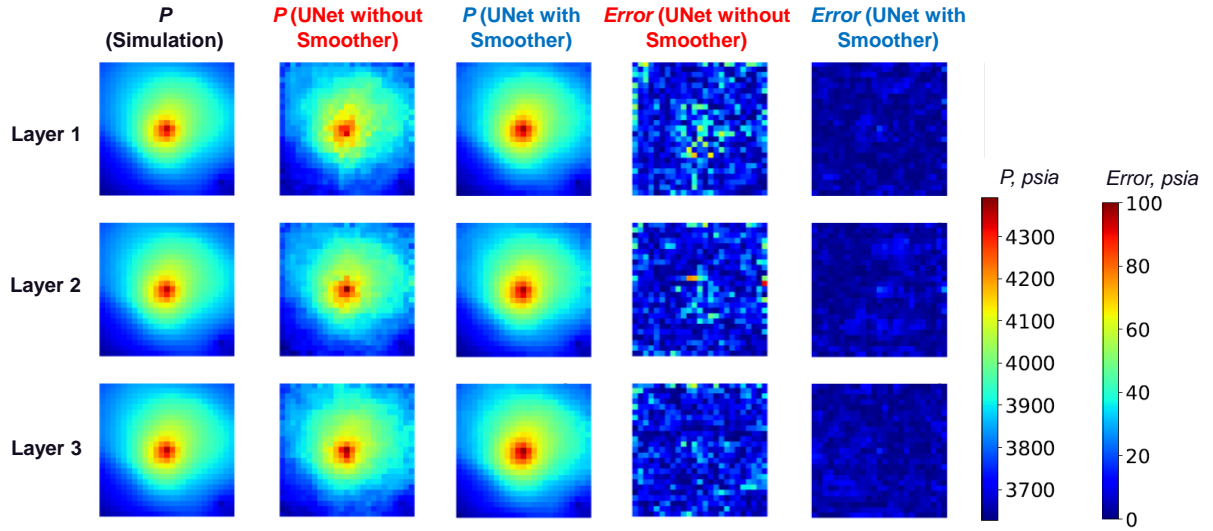 P
(Simulation)
P (UNet without
Smoother)
P (UNet with
Smoother)
Error (UNet without
Smoother)
Error (UNet with
Smoother)
Layer 1
Layer 2
Layer 3
P, psia
4300
4200
4100
4000
3900
3800
3700
Error, psia
100
80
60
40
20
0